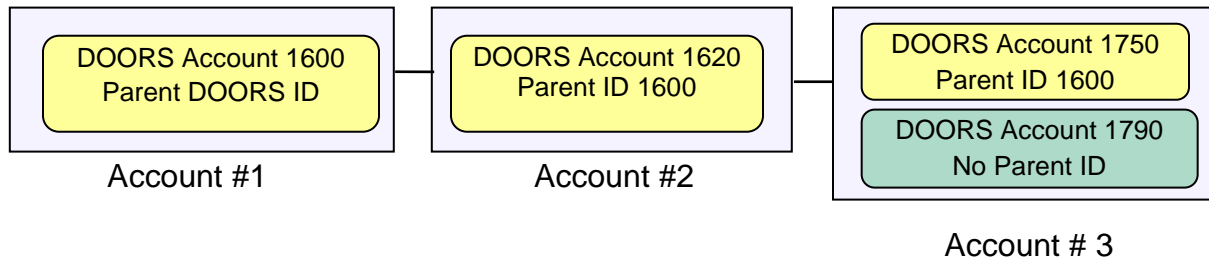 DOORS Account 1600
Parent DOORS ID
Account #1
DOORS Account 1620
Parent ID 1600
Account #2
DOORS Account 1750
Parent ID 1600
DOORS Account 1790
No Parent ID
Account # 3